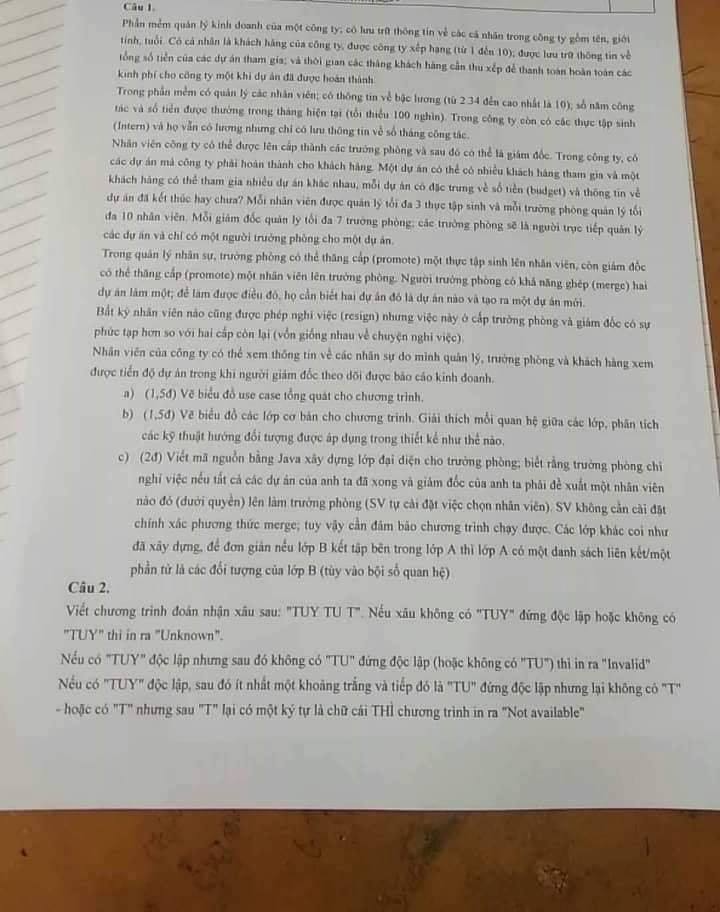 Câu 1.
Phần mềm quản lý kinh doanh của một công ty; có lưu trữ thông tin về các cá nhân trong công ty gồm tên, giới
tính, tuổi. Có cá nhân là khách hàng của công ty, được công ty xếp hạng (từ 1 đến 10); được lưu trữ thông tin về
tổng số tiền của các dự án tham gia; và thời gian các tháng khách hàng cần thu xếp để thanh toán hoàn toàn các
kinh phí cho công ty một khi dự án đã được hoàn thành.
Trong phần mềm có quản lý các nhân viên; có thông tin về bậc lương (từ 2.34 đến cao nhất là 10); số năm công
tác và số tiền được thưởng trong tháng hiện tại (tối thiểu 100 nghìn). Trong công ty còn có các thực tập sinh
(Intern) và họ vẫn có lương nhưng chỉ có lưu thông tin về số tháng công tác.
Nhân viên công ty có thể được lên cấp thành các trưởng phòng và sau đó có thể là giám đốc. Trong công ty, có
các dự án mà công ty phải hoàn thành cho khách hàng. Một dự án có thể có nhiều khách hàng tham gia và một
khách hàng có thể tham gia nhiều dự án khác nhau, mỗi dự án có đặc trưng về số tiền (budget) và thông tin về
dự án đã kết thúc hay chưa? Mỗi nhân viên được quản lý tối đa 3 thực tập sinh và mỗi trưởng phòng quản lý tối
đa 10 nhân viên. Mỗi giám đốc quản lý tối đa 7 trưởng phòng; các trưởng phòng sẽ là người trực tiếp quản lý
các dự án và chỉ có một người trưởng phòng cho một dự án.
Trong quản lý nhân sự, trưởng phòng có thể thăng cấp (promote) một thực tập sinh lên nhân viên, còn giám đốc
có thể thăng cấp (promote) một nhân viên lên trưởng phòng. Người trưởng phòng có khả năng ghép (merge) hai
dự án làm một; để làm được điều đó, họ cần biết hai dự án đó là dự án nào và tạo ra một dự án mới.
Bất kỳ nhân viên nào cũng được phép nghỉ việc (resign) nhưng việc này ở cấp trưởng phòng và giám đốc có sự
phức tạp hơn so với hai cấp còn lại (vốn giống nhau về chuyện nghỉ việc).
Nhân viên của công ty có thể xem thông tin về các nhân sự do mình quản lý, trưởng phòng và khách hàng xem
được tiến độ dự án trong khi người giám đốc theo dõi được báo cáo kinh doanh.
a) (1,5đ) Vẽ biểu đồ use case tổng quát cho chương trình.
b) (1,5đ) Vẽ biểu đồ các lớp cơ bản cho chương trình. Giải thích mối quan hệ giữa các lớp, phân tích
các kỹ thuật hướng đối tượng được áp dụng trong thiết kế như thế nào.
c) (2đ) Viết mã nguồn bằng Java xây dựng lớp đại diện cho trưởng phòng; biết rằng trưởng phòng chỉ
nghỉ việc nếu tất cả các dự án của anh ta đã xong và giám đốc của anh ta phải đề xuất một nhân viên
nào đó (dưới quyền) lên làm trưởng phòng (SV tự cài đặt việc chọn nhân viên). SV không cần cài đặt
chính xác phương thức merge; tuy vậy cần đảm bảo chương trình chạy được. Các lớp khác coi như
đã xây dựng, để đơn giản nếu lớp B kết tập bên trong lớp A thì lớp A có một danh sách liên kết/một
phần tử là các đối tượng của lớp B (tùy vào bội số quan hệ)
Câu 2.
Viết chương trình đoán nhận xâu sau: "TUY TU T". Nếu xâu không có "TUY" đứng độc lập hoặc không có
"TUY" thì in ra "Unknown".
Nếu có "TUY" độc lập nhưng sau đó không có "TU" đứng độc lập (hoặc không có "TU") thì in ra "Invalid"
Nếu có "TUY" độc lập, sau đó ít nhất một khoảng trắng và tiếp đó là "TU" đứng độc lập nhưng lại không có "T"
- hoặc có "T" nhưng sau "T" lại có một ký tự là chữ cái THÌ chương trình in ra "Not available"